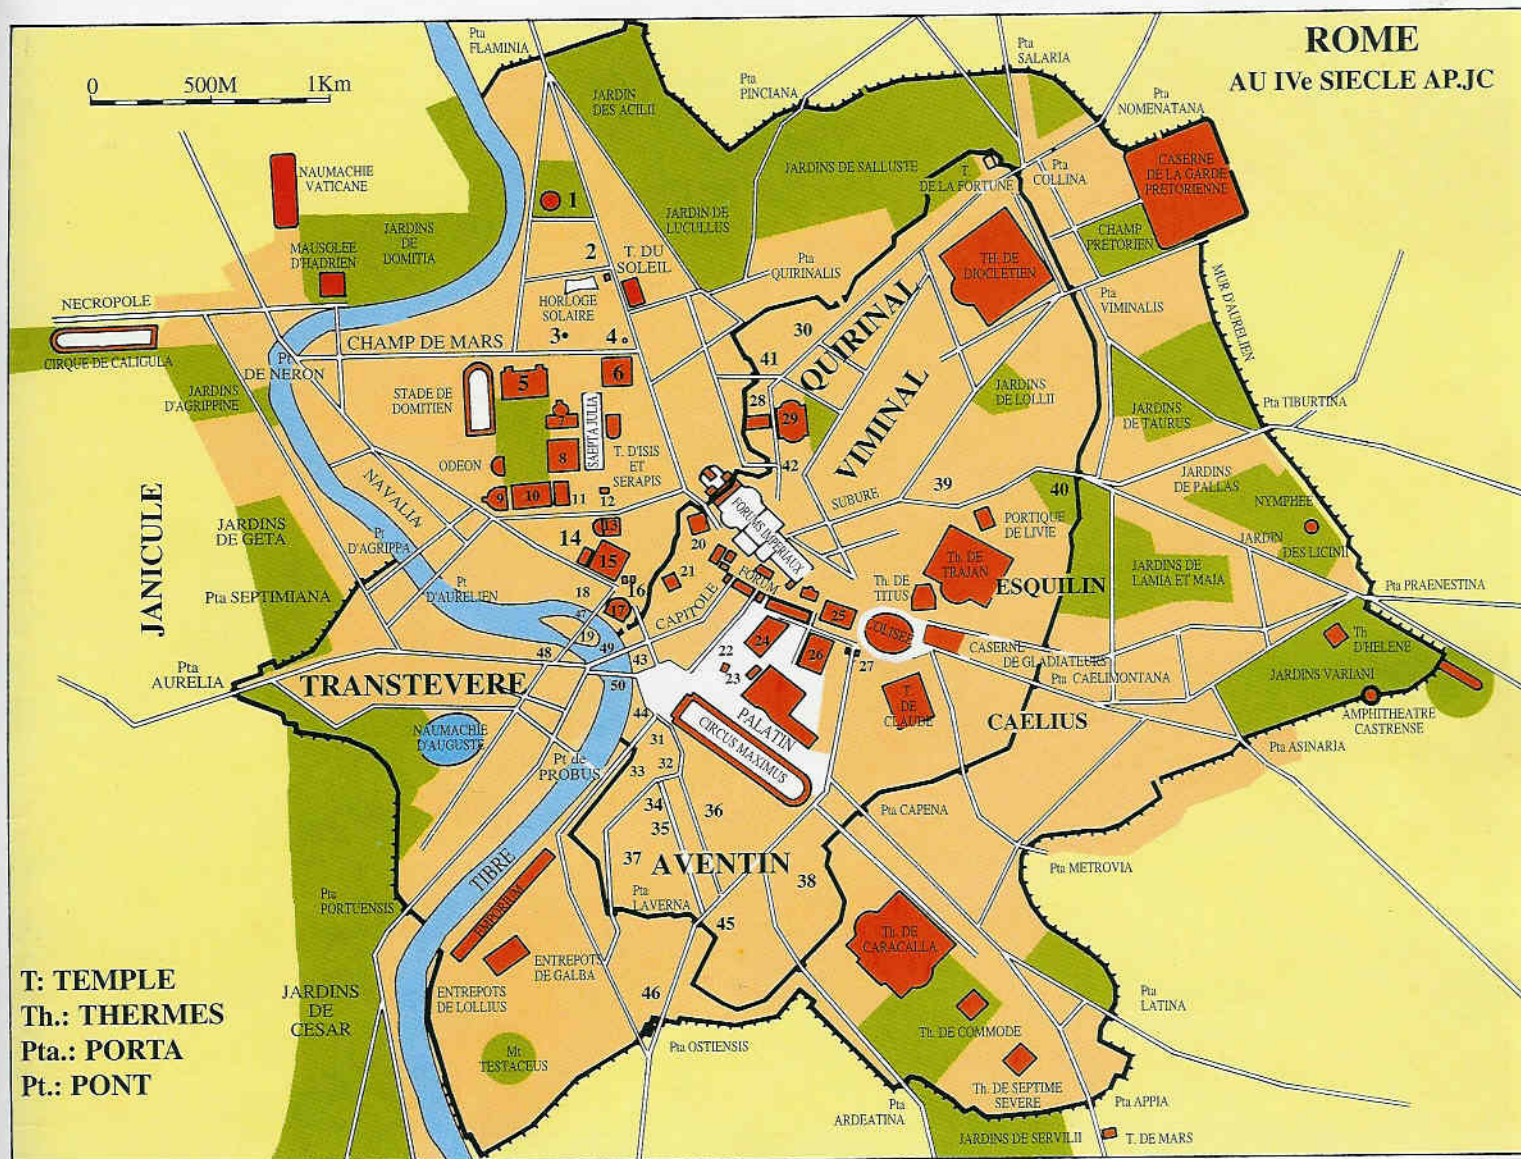 ROME
AU IVe SIECLE AP.JC
0 500M 1Km
Pta
FLAMINIA
JARDIN
DES ACILII
Pta
PINCIANA
Pta
SALARIA
Pta
NOMENATANA
NAUMACHIE
VATICANE
1
JARDINS DE SALLUSTE
T.
DE LA FORTUNE
Pta
COLLINA
CASERNE
DE LA GARDE
PRETORIENNE
JARDINS
DE
DOMITIA
JARDIN DE
LUCULLUS
CHAMP
PRETORIEN
MAUSOLEE
D'HADRIEN
2
T. DU
SOLEIL
Pta
QUIRINALIS
TH. DE
DIOCLETIEN
MUR D'AURELIEN
NECROPOLE
HORLOGE
SOLAIRE
Pta
VIMINALIS
CIRQUE DE CALIGULA
CHAMP DE MARS
3
4
30
41
QUIRINAL
Pt
DE NERON
JARDINS
D'AGRIPPINE
STADE DE
DOMITIEN
5
6
28
29
VIMINAL
JARDINS
DE LOLLII
JARDINS
DE TAURUS
Pta TIBURTINA
7
SAEPTA JULIA
ODEON
8
T. D'ISIS
ET
SERAPIS
42
JARDINS
DE PALLAS
NAVALIA
9
10
11
12
SUBURE
39
40
NYMPHEE
JANICULE
JARDINS
DE GETA
Pt
D'AGRIPPA
14
13
20
FORUMS IMPERIAUX
PORTIQUE
DE LIVIE
JARDIN
DES LICINII
15
Th. DE
TRAJAN
JARDINS DE
LAMIA ET MAIA
Pta SEPTIMIANA
Pt
D'AURELIEN
18
16
21
FORUM
Th. DE
TITUS
ESQUILIN
Pta PRAENESTINA
47
17
CAPITOLE
25
COLISEE
19
24
26
CASERNE
DE GLADIATEURS
Th
D'HELENE
48
49
43
22
27
Pta
AURELIA
TRANSTEVERE
50
23
T.
DE
CLAUDE
Pta CAELIMONTANA
JARDINS VARIANI
44
PALATIN
CAELIUS
AMPHITHEATRE
CASTRENSE
NAUMACHIE
D'AUGUSTE
31
CIRCUS MAXIMUS
Pta ASINARIA
Pt de
PROBUS
33
32
34
35
36
Pta CAPENA
37
AVENTIN
Pta METROVIA
TIBRE
38
Pta
PORTUENSIS
Pta
LAVERNA
EMPORIUM
45
Th. DE
CARACALLA
T: TEMPLE
Th.: THERMES
Pta.: PORTA
Pt.: PONT
JARDINS
DE
CESAR
ENTREPOTS
DE GALBA
ENTREPOTS
DE LOLLIUS
46
Pta
LATINA
Th. DE COMMODE
Mt
TESTACEUS
Pta OSTIENSIS
Th. DE SEPTIME
SEVERE
Pta
ARDEATINA
Pta APPIA
JARDINS DE SERVILII
T. DE MARS